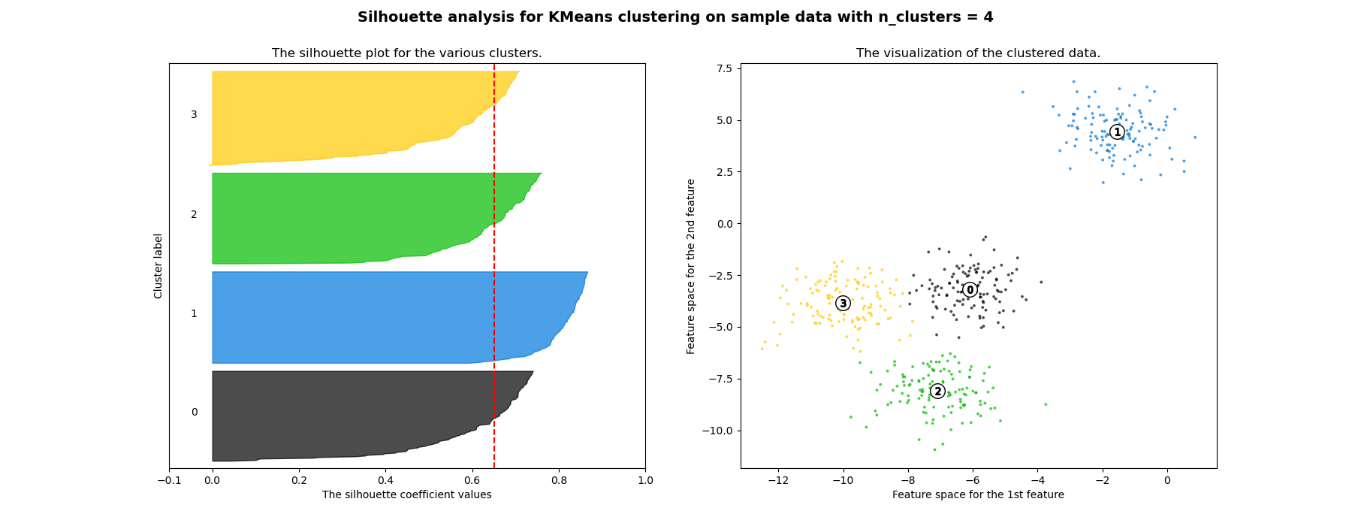 Silhouette analysis for KMeans clustering on sample data with n_clusters = 4
The silhouette plot for the various clusters.
Cluster label
3
2
1
0
−0.1 0.0 0.2 0.4 0.6 0.8 1.0
The silhouette coefficient values
The visualization of the clustered data.
Feature space for the 2nd feature
7.5
5.0
2.5
0.0
−2.5
−5.0
−7.5
−10.0
1
0
3
2
−12 −10 −8 −6 −4 −2 0
Feature space for the 1st feature